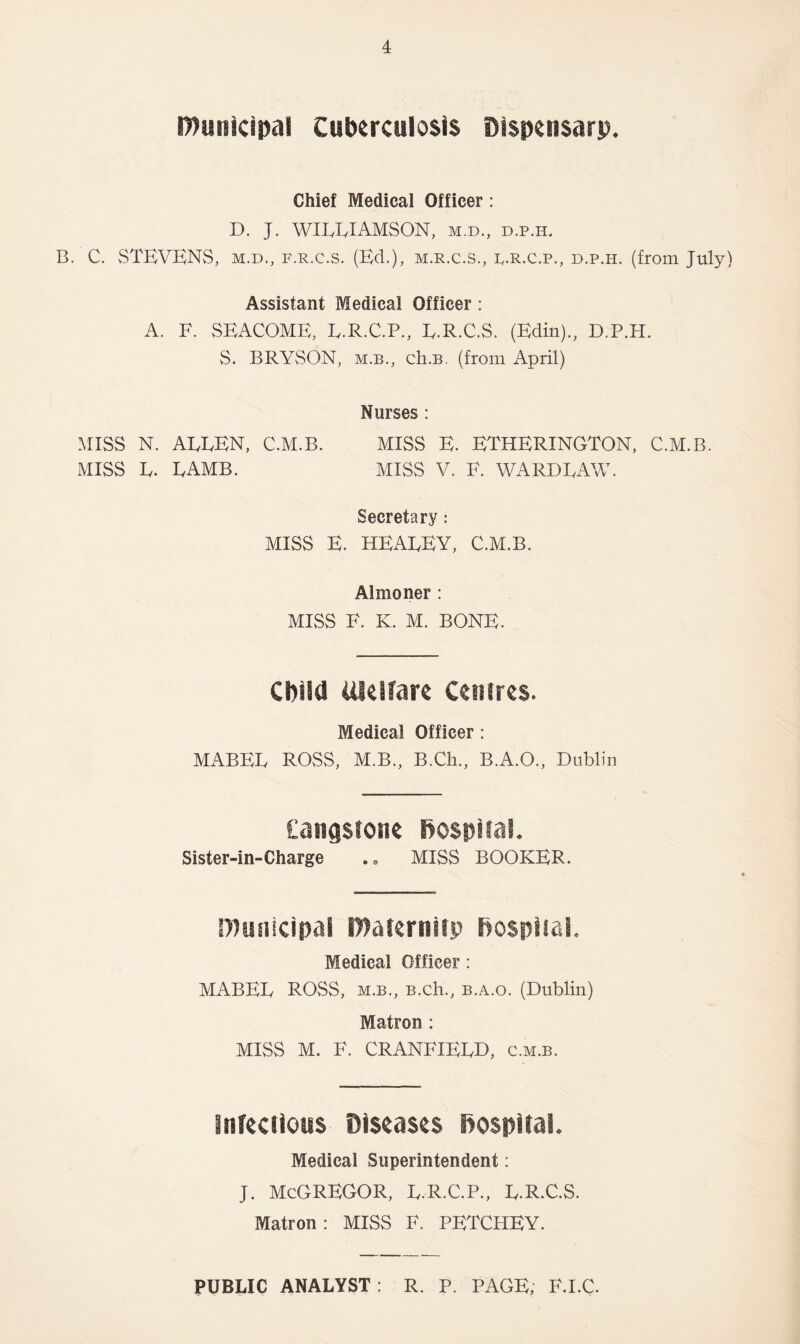 4
Municipal Tuberculosis Dispensary.
Chief Medical Officer :
D. J. WILLIAMSON, M.D., D.P.H.
B. C. STEVENS, M.D., F.R.C.S. (Ed.), M.R.C.S., L.R.C.P., D.P.H. (from July)
Assistant Medical Officer :
A. F. SEACOME, L.R.C.P., L.R.C.S. (Edin)., D.P.H.
S. BRYSON, M.B., ch.B. (from April)
Nurses :
MISS N. ALLEN, C.M.B. MISS E. ETHERINGTON, C.M.B.
MISS L. LAMB. MISS V. F. WARDLAW.
Secretary :
MISS E. HEALEY, C.M.B.
Almoner :
MISS F. K. M. BONE.
Child Welfare Centres.
Medical Officer :
MABEL ROSS, M.B., B.Ch., B.A.O., Dublin
Langstone Hospital.
Sister-in-Charge .. MISS BOOKER.
Municipal Maternity Hospital.
Medical Officer :
MABEL ROSS, M.B., B.ch., B.A.O. (Dublin)
Matron :
MISS M. F. CRANFIELD, C.M.B.
Infectious Diseases Hospital.
Medical Superintendent :
J. McGREGOR, L.R.C.P., L.R.C.S.
Matron : MISS F. PETCHEY.
PUBLIC ANALYST : R. P. PAGE, F.I.C.